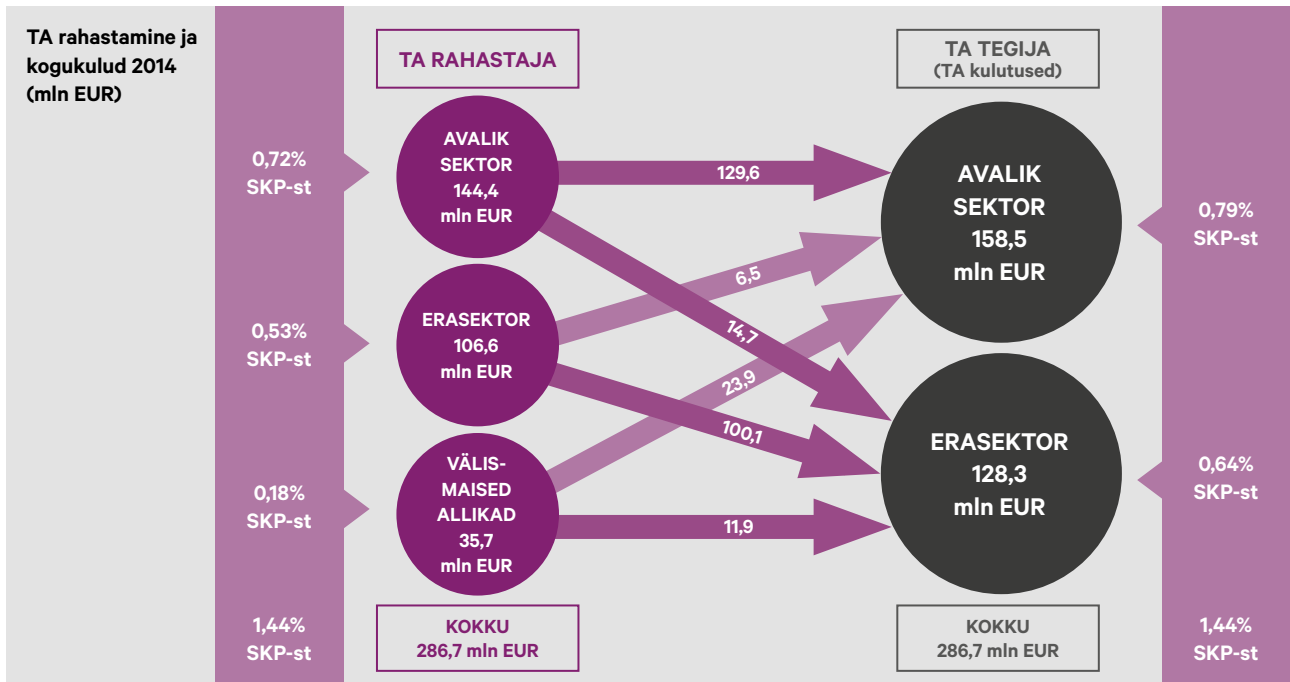 TA rahastamine ja
kogukulud 2014
(mln EUR)
0,72%
SKP-st
0,53%
SKP-st
0,18%
SKP-st
1,44%
SKP-st
TA RAHASTAJA
AVALIK
SEKTOR
144,4
mln EUR
ERASEKTOR
106,6
mln EUR
VÄLIS-
MAISED
ALLIKAD
35,7
mln EUR
KOKKU
286,7 mln EUR
129,6
6,5
14,7
23,9
100,1
11,9
TA TEGIJA
(TA kulutused)
AVALIK
SEKTOR
158,5
mln EUR
ERASEKTOR
128,3
mln EUR
KOKKU
286,7 mln EUR
0,79%
SKP-st
0,64%
SKP-st
1,44%
SKP-st